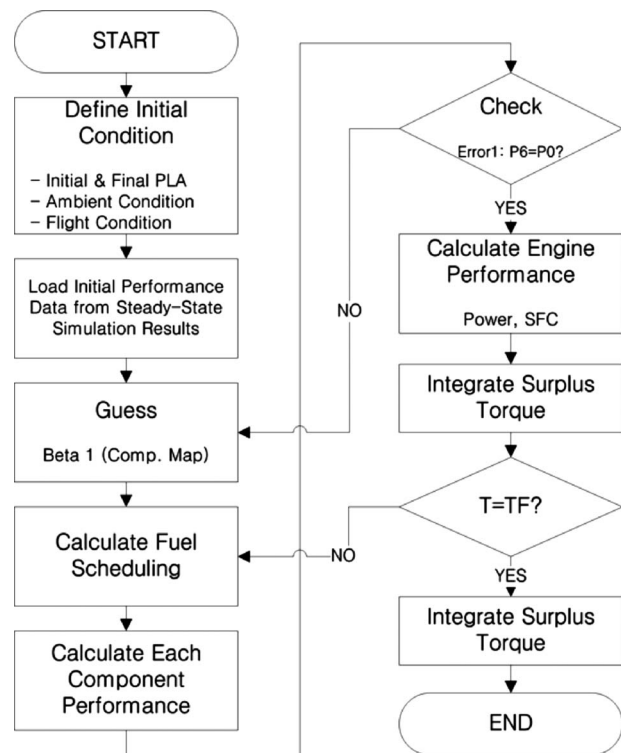 START
Define Initial
Condition
- Initial & Final PLA
- Ambient Condition
- Flight Condition
Load Initial Performance
Data from Steady-State
Simulation Results
Guess
Beta 1 (Comp. Map)
Calculate Fuel
Scheduling
Calculate Each
Component
Performance
Check
Error1: P6=P0?
YES
NO
Calculate Engine
Performance
Power, SFC
Integrate Surplus
Torque
T=TF?
NO
YES
Integrate Surplus
Torque
END